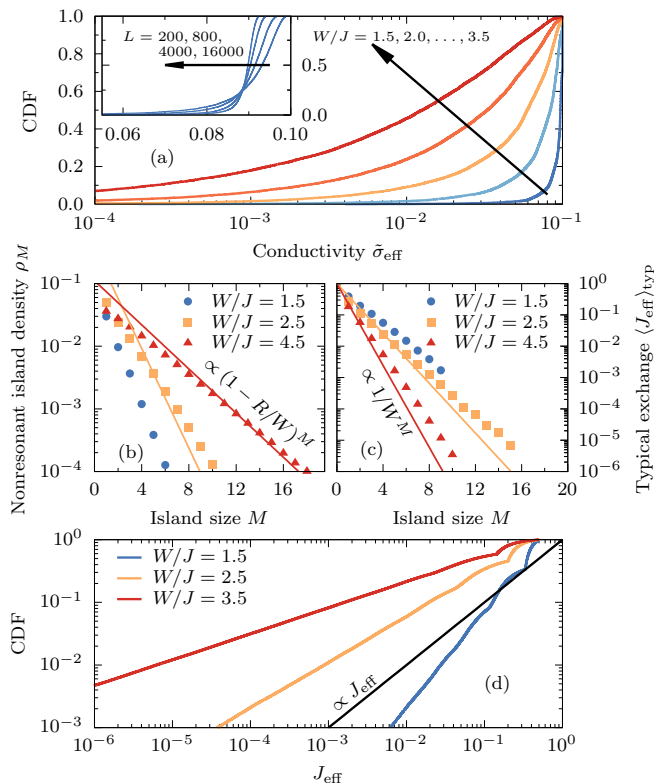 1.0
0.8
0.6
0.4
0.2
0.0
CDF
L = 200, 800,
4000, 16000
0.5
0.0
0.06 0.08 0.10
W/J = 1.5, 2.0, . . . , 3.5
(a)
10⁻⁴ 10⁻³ 10⁻² 10⁻¹
Conductivity σ̃_eff
Nonresonant island density ρ_M
10⁻¹
10⁻²
10⁻³
10⁻⁴
W/J = 1.5
W/J = 2.5
W/J = 4.5
∝ (1 − R/W)^M
(b)
0 4 8 12 16
Island size M
W/J = 1.5
W/J = 2.5
W/J = 4.5
∝ 1/W^M
(c)
0 4 8 12 16 20
Island size M
10⁰
10⁻¹
10⁻²
10⁻³
10⁻⁴
10⁻⁵
10⁻⁶
Typical exchange ⟨J_eff⟩_typ
10⁰
10⁻¹
10⁻²
10⁻³
CDF
W/J = 1.5
W/J = 2.5
W/J = 3.5
∝ J_eff
(d)
10⁻⁶ 10⁻⁵ 10⁻⁴ 10⁻³ 10⁻² 10⁻¹ 10⁰
J_eff